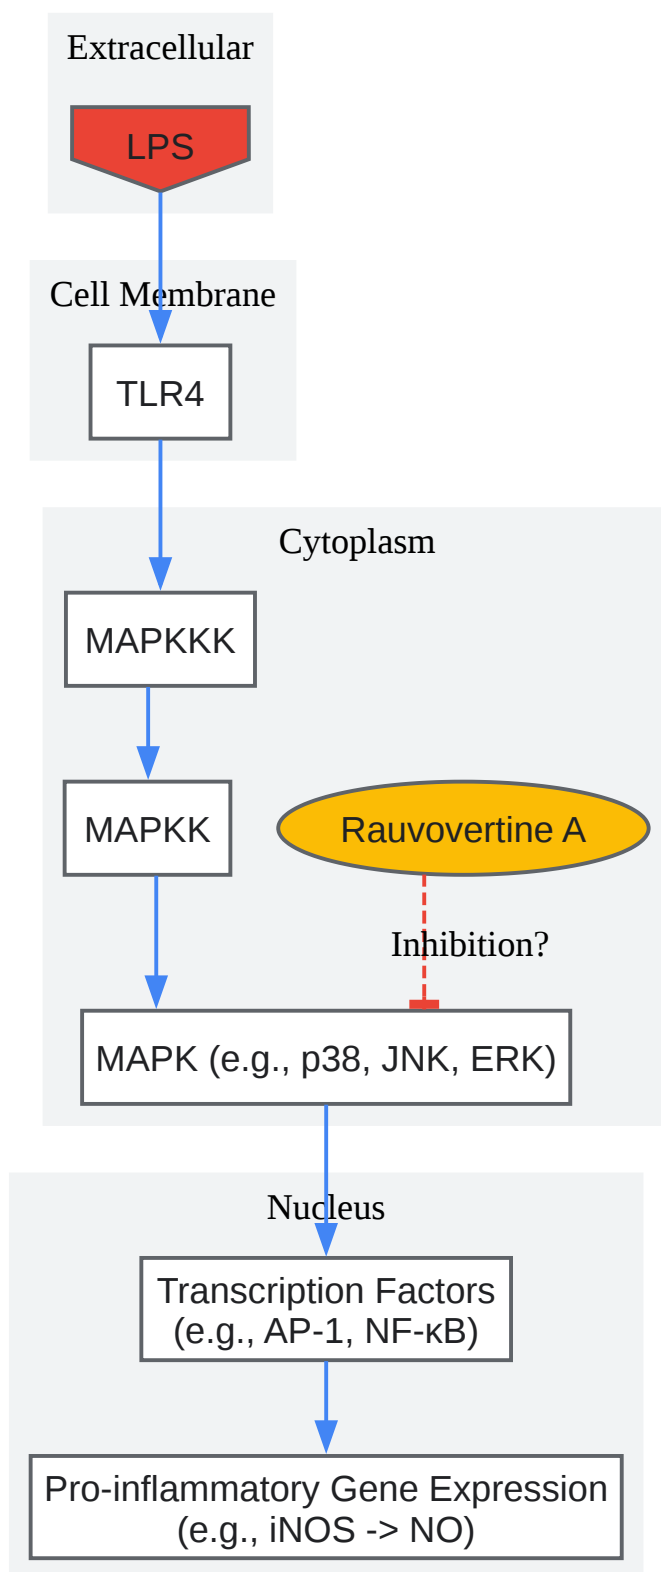 Extracellular
LPS
Cell Membrane
TLR4
Cytoplasm
MAPKKK
MAPKK
Rauvovertine A
Inhibition?
MAPK (e.g., p38, JNK, ERK)
Nucleus
Transcription Factors
(e.g., AP-1, NF-κB)
Pro-inflammatory Gene Expression
(e.g., iNOS -> NO)